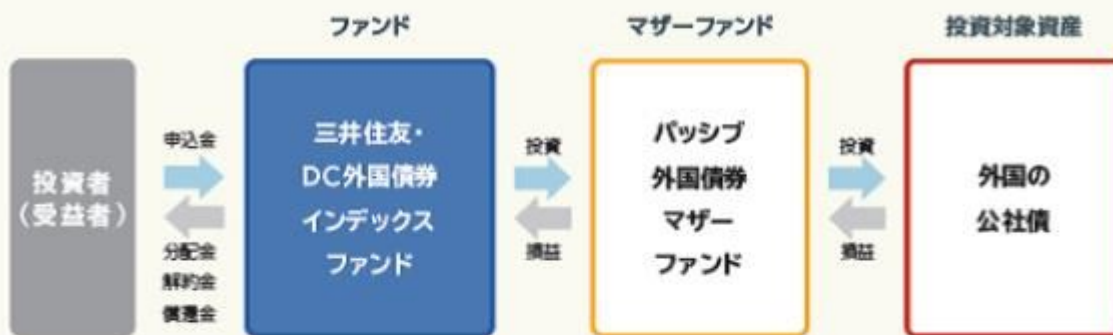 ファンド
マザーファンド
投資対象資産
投資者
（受益者）
申込金
分配金
解約金
償還金
三井住友・
DC外国債券
インデックス
ファンド
投資
損益
パッシブ
外国債券
マザー
ファンド
投資
損益
外国の
公社債